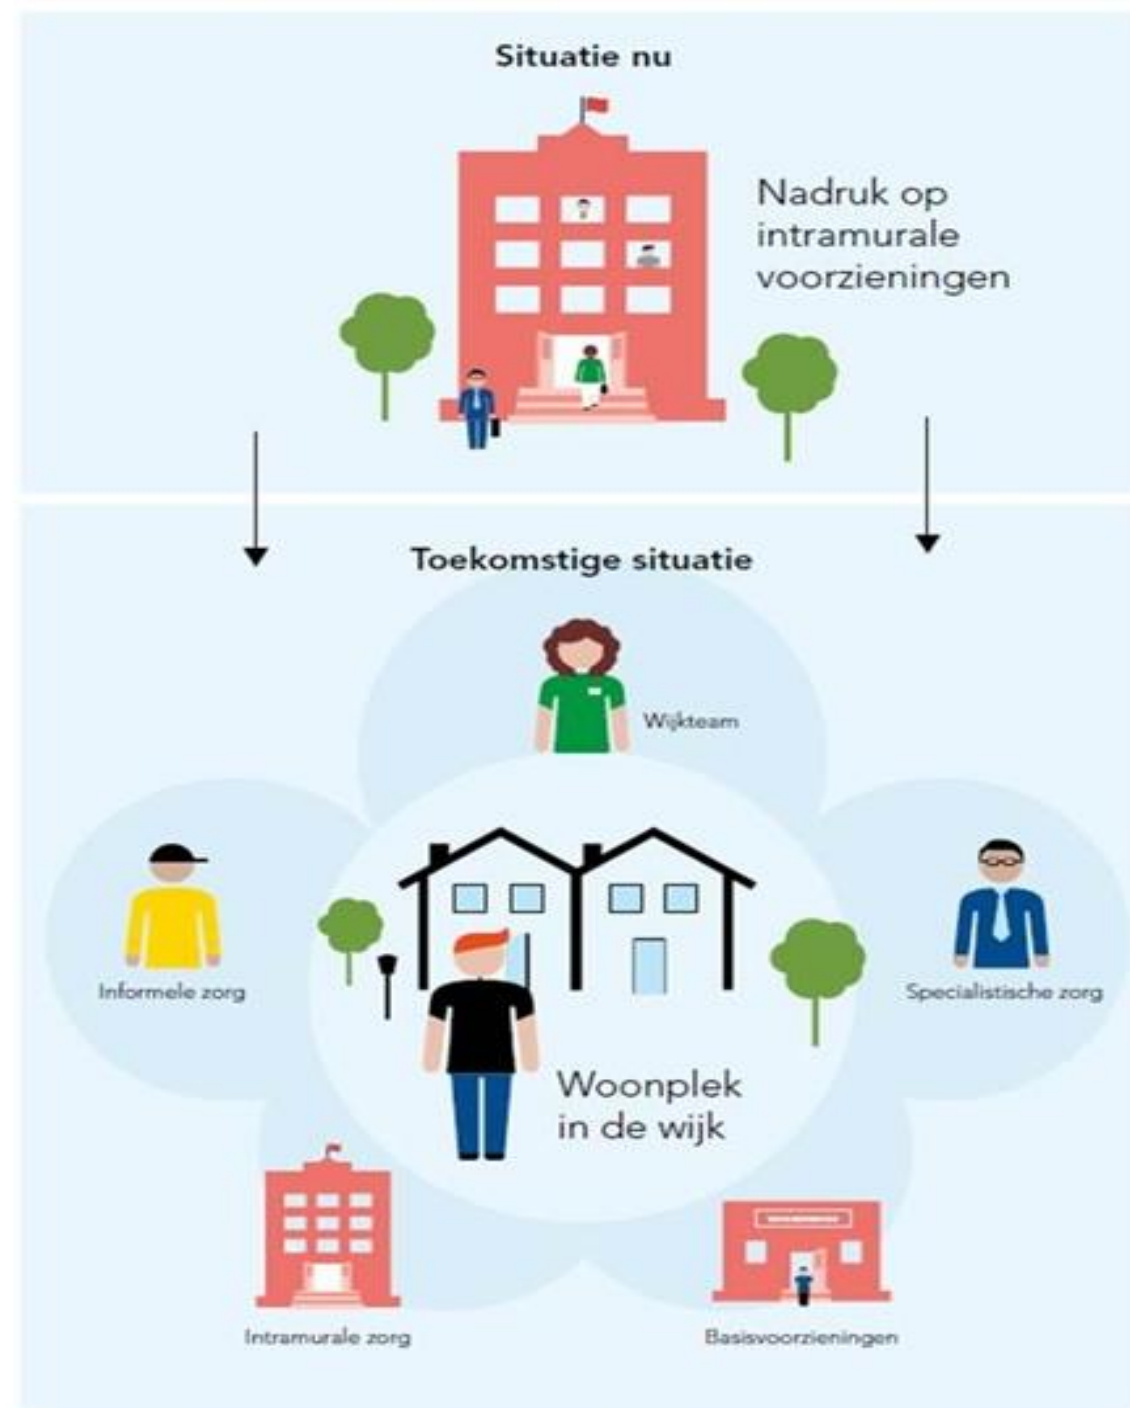 Situatie nu
Nadruk op
intramurale
voorzieningen
Toekomstige situatie
Wijkteam
Informele zorg
Specialistische zorg
Woonplek
in de wijk
Intramurale zorg
Basisvoorzieningen